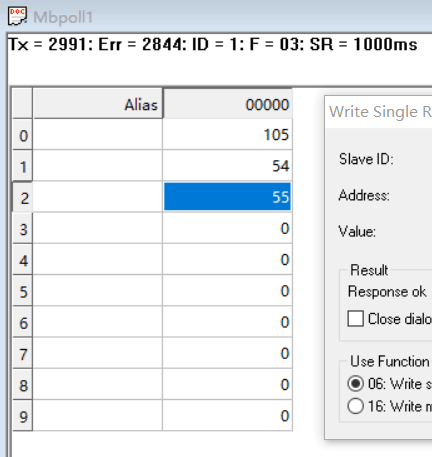 DOC
Mbpoll1
Tx = 2991: Err = 2844: ID = 1: F = 03: SR = 1000ms
Alias 00000
0 105
1 54
2 55
3 0
4 0
5 0
6 0
7 0
8 0
9 0
Write Single R
Slave ID:
Address:
Value:
Result
Response ok
Close dialo
Use Function
06: Write s
16: Write m